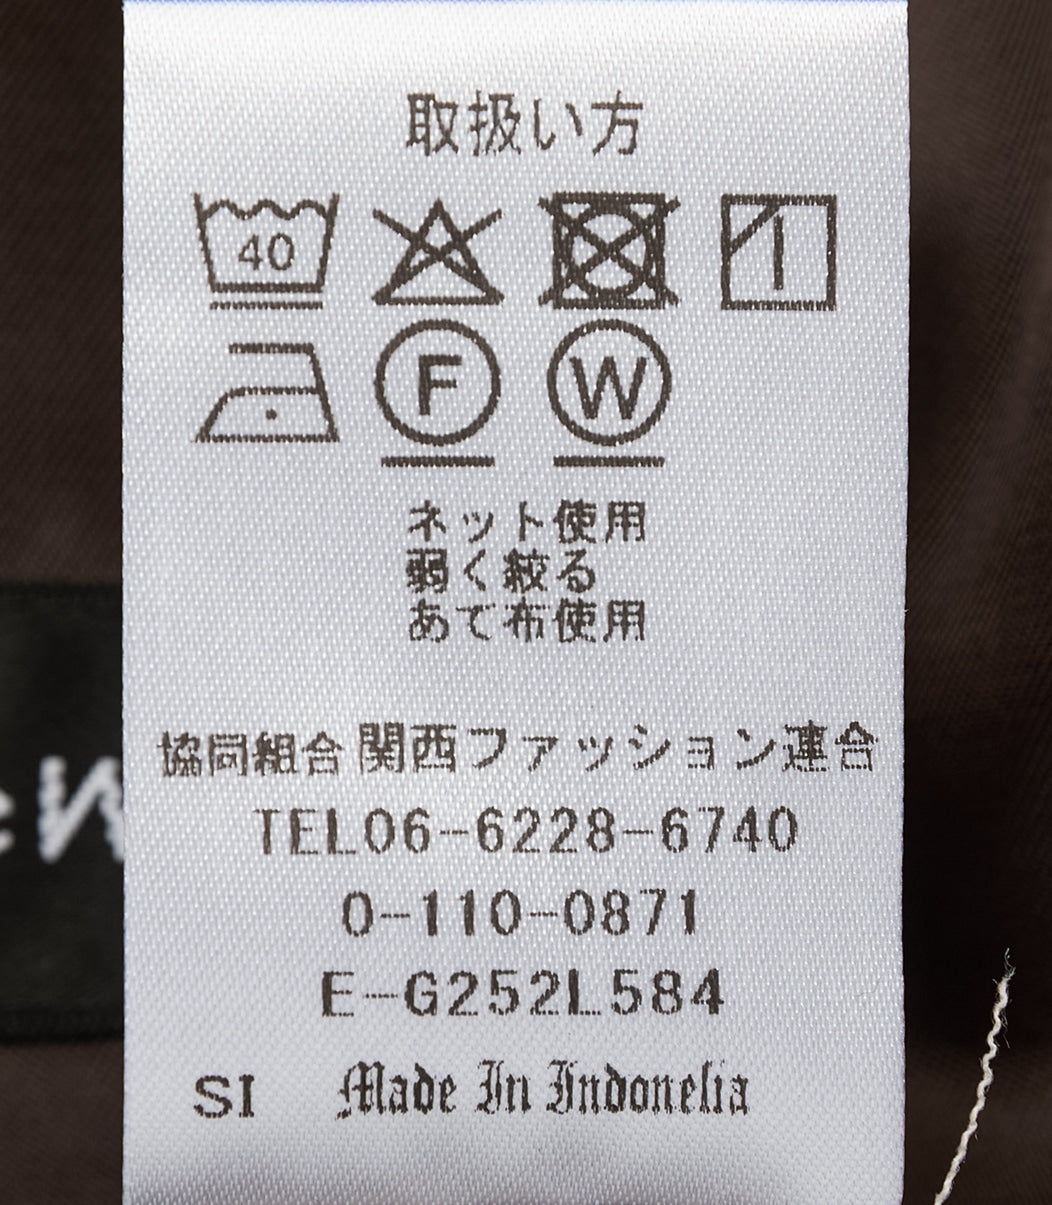 取扱い方
40
F W
ネット使用
弱く絞る
あて布使用
協同組合 関西ファッション連合
TEL06-6228-6740
0-110-0871
E-G252L584
SI Made In Indonelia